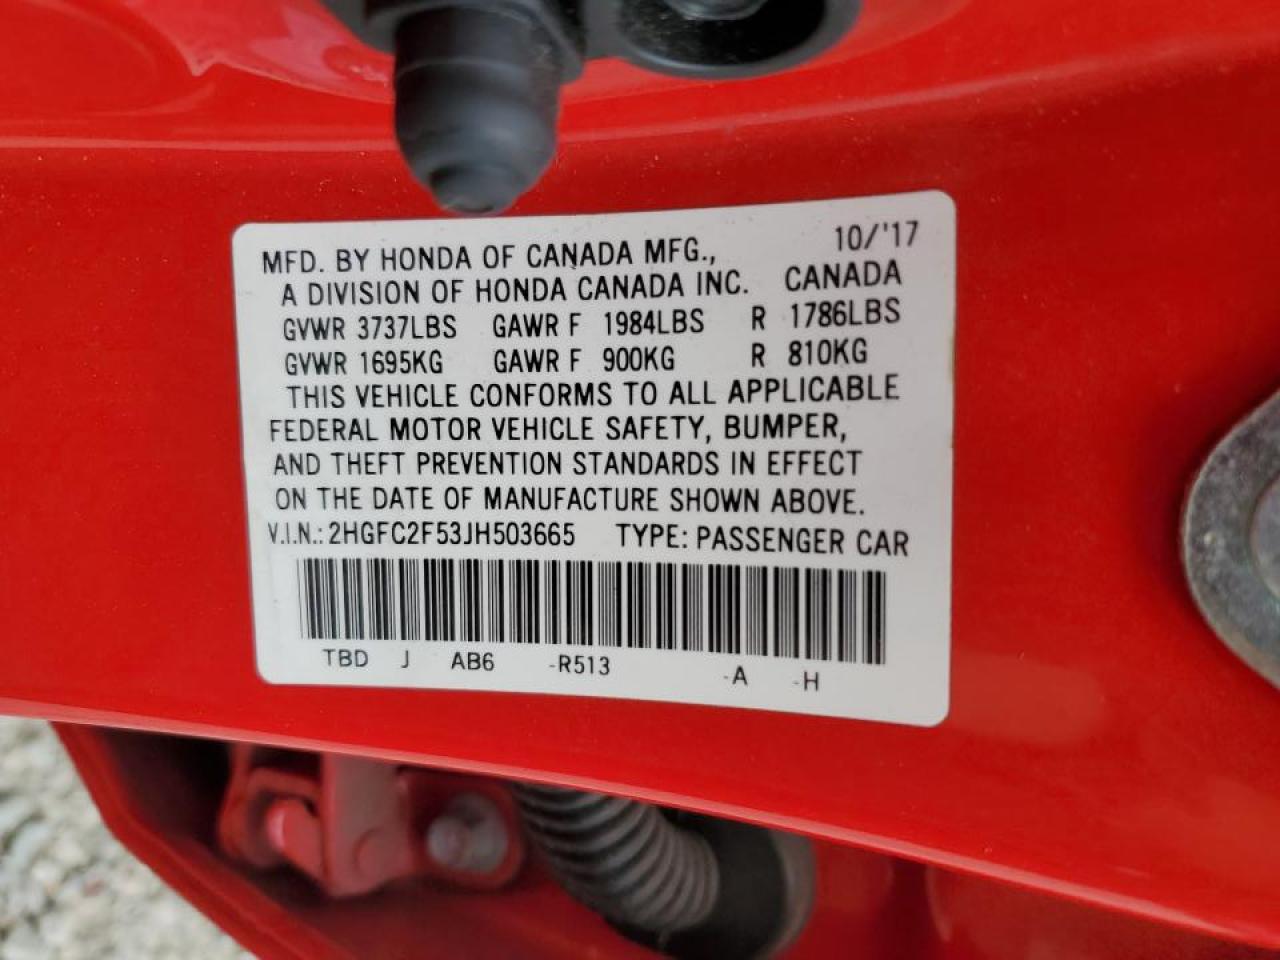 MFD. BY HONDA OF CANADA MFG., 10/'17
A DIVISION OF HONDA CANADA INC. CANADA
GVWR 3737LBS GAWR F 1984LBS R 1786LBS
GVWR 1695KG GAWR F 900KG R 810KG
THIS VEHICLE CONFORMS TO ALL APPLICABLE
FEDERAL MOTOR VEHICLE SAFETY, BUMPER,
AND THEFT PREVENTION STANDARDS IN EFFECT
ON THE DATE OF MANUFACTURE SHOWN ABOVE.
V.I.N.: 2HGFC2F53JH503665 TYPE: PASSENGER CAR
TBD J AB6 -R513 -A -H